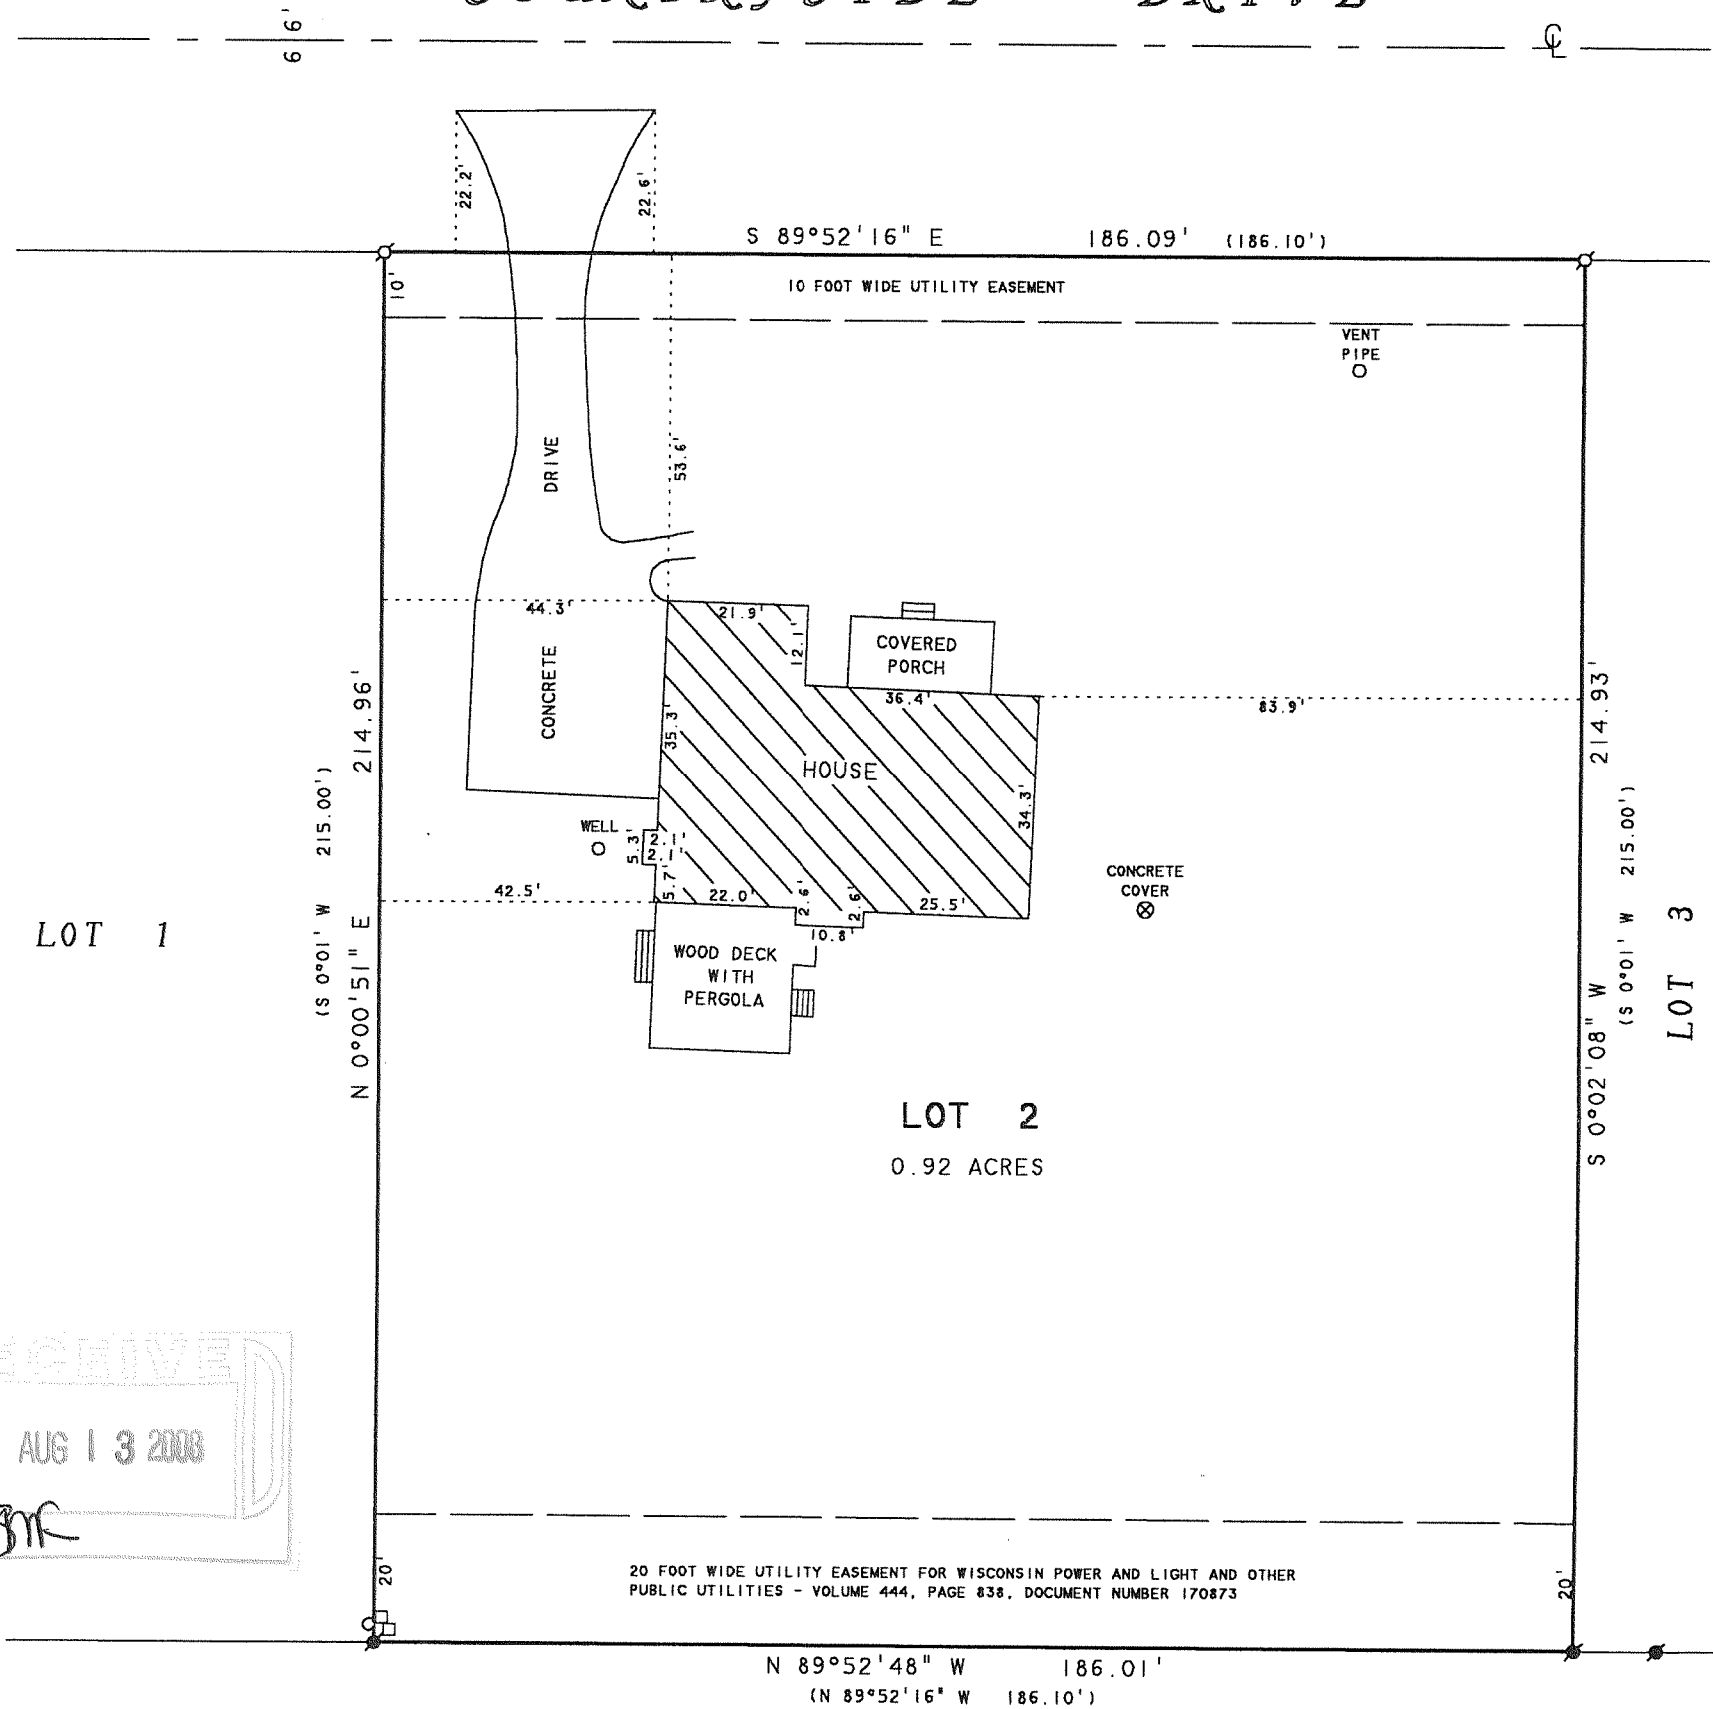 DRIVE
66'
S 89°52'16" E 186.09' (186.10')
22.2'
22.6'
10'
10 FOOT WIDE UTILITY EASEMENT
VENT
PIPE
DRIVE
53.6'
44.3'
21.9'
12.1'
COVERED
PORCH
CONCRETE
36.4'
83.9'
35.3'
HOUSE
34.3'
214.96'
N 0°00'51" E
(S 0°01' W 215.00')
214.93'
S 0°02'08" W
(S 0°01' W 215.00')
WELL
5.3'
2.1'
2.1'
5.7'
42.5'
22.0'
2.6'
2.6'
25.5'
10.8'
CONCRETE
COVER
LOT 1
LOT 3
WOOD DECK
WITH
PERGOLA
LOT 2
0.92 ACRES
AUG 13 2008
20'
20 FOOT WIDE UTILITY EASEMENT FOR WISCONSIN POWER AND LIGHT AND OTHER
PUBLIC UTILITIES - VOLUME 444, PAGE 838, DOCUMENT NUMBER 170873
20'
N 89°52'48" W 186.01'
(N 89°52'16" W 186.10')